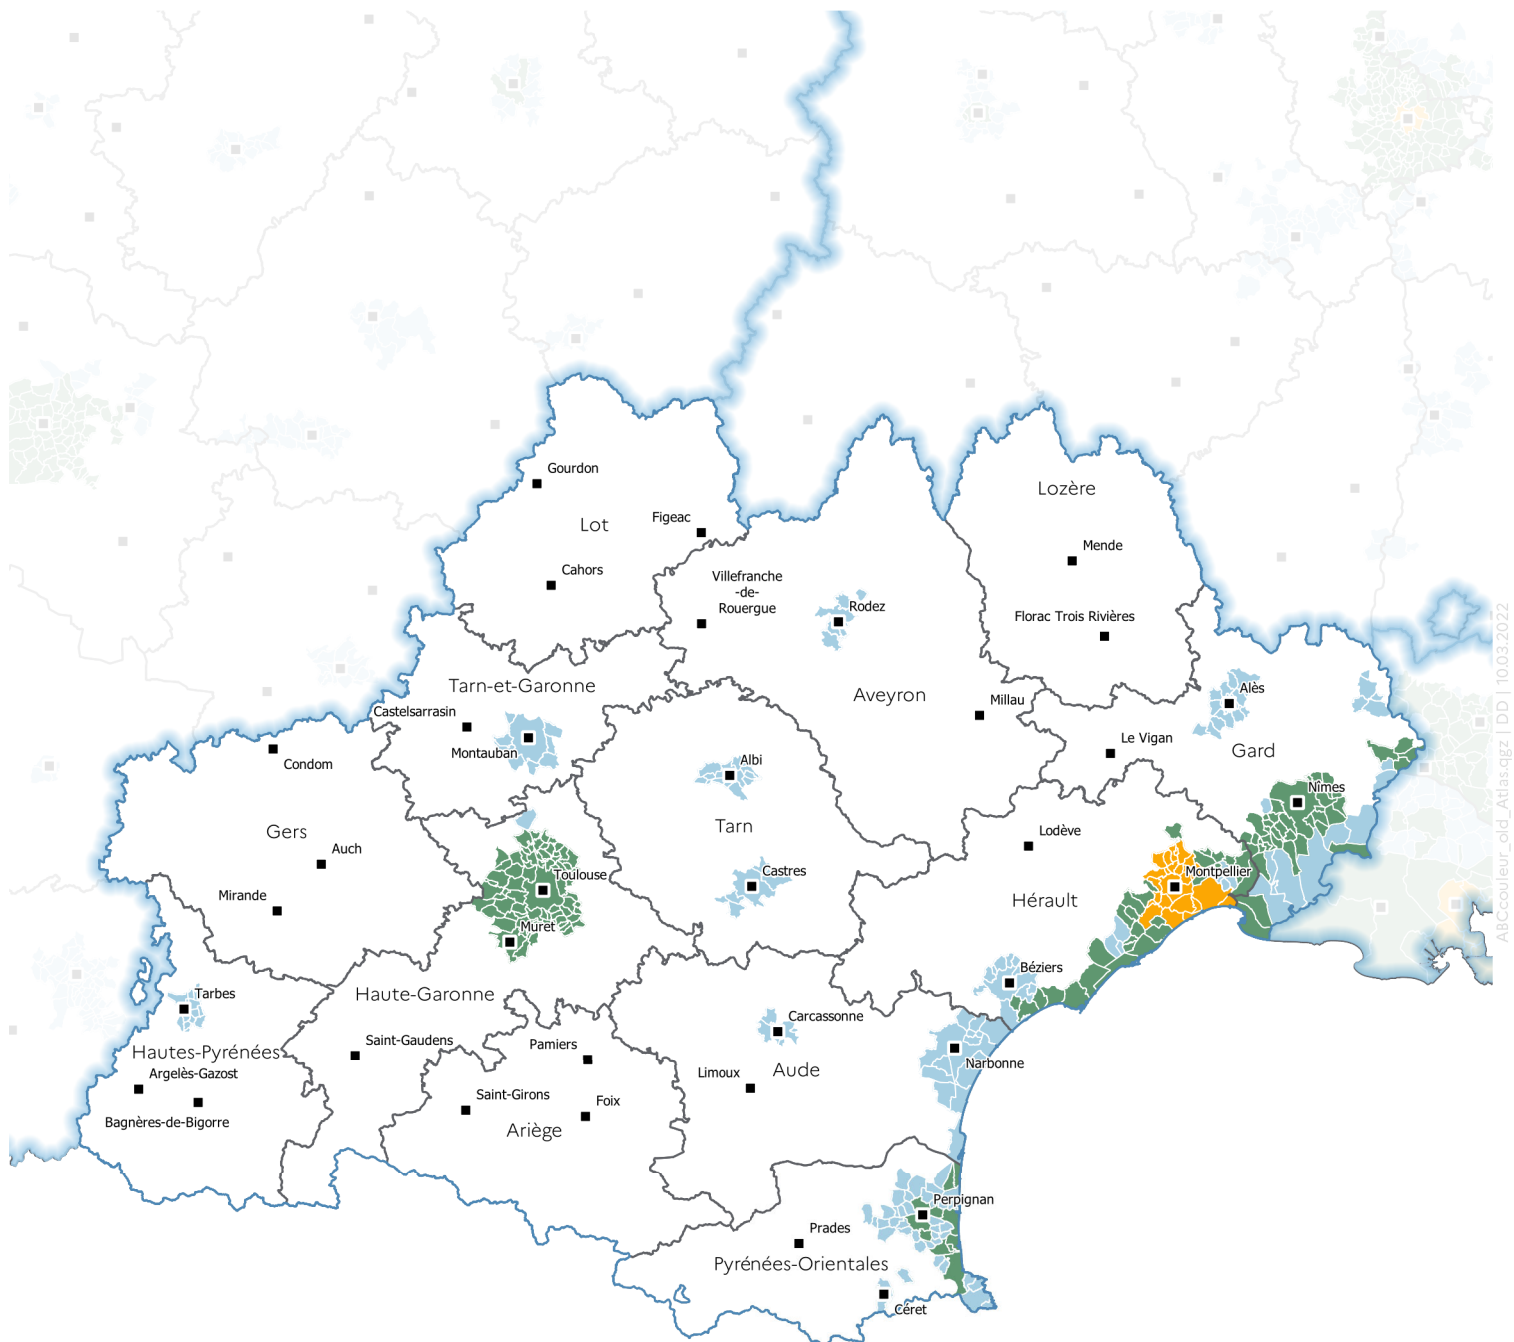 Gourdon
Lot
Figeac
Cahors
Lozère
Mende
Florac Trois Rivières
Villefranche
-de-
Rouergue
Rodez
Aveyron
Millau
Tarn-et-Garonne
Castelsarrasin
Montauban
Alès
Le Vigan
Gard
Nîmes
Condom
Gers
Auch
Mirande
Albi
Tarn
Castres
Toulouse
Muret
Lodève
Hérault
Montpellier
Béziers
Haute-Garonne
Saint-Gaudens
Tarbes
Hautes-Pyrénées
Argelès-Gazost
Bagnères-de-Bigorre
Pamiers
Saint-Girons
Foix
Ariège
Carcassonne
Limoux
Aude
Narbonne
Perpignan
Prades
Pyrénées-Orientales
Céret
ABCcouleur_old_Atlas.qgz | DD | 10.03.2022